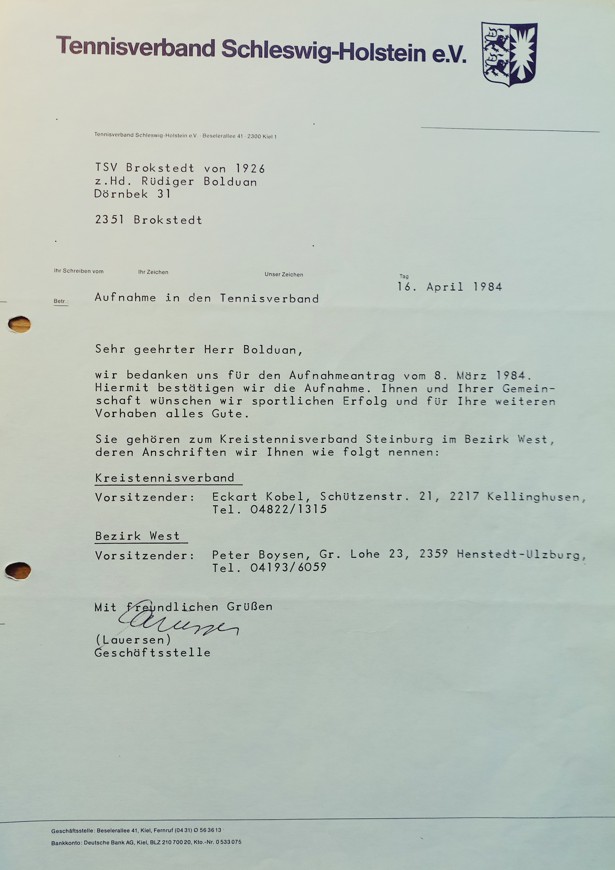 Tennisverband Schleswig-Holstein e.V.
Tennisverband Schleswig-Holstein e.V. Beselerallee 41 · 2300 Kiel 1
TSV Brokstedt von 1926
z.Hd. Rüdiger Bolduan
Dörnbek 31
2351 Brokstedt
Ihr Schreiben vom Ihr Zeichen Unser Zeichen Tag
16. April 1984
Betr.: Aufnahme in den Tennisverband
Sehr geehrter Herr Bolduan,
wir bedanken uns für den Aufnahmeantrag vom 8. März 1984.
Hiermit bestätigen wir die Aufnahme. Ihnen und Ihrer Gemein-
schaft wünschen wir sportlichen Erfolg und für Ihre weiteren
Vorhaben alles Gute.
Sie gehören zum Kreistennisverband Steinburg im Bezirk West,
deren Anschriften wir Ihnen wie folgt nennen:
Kreistennisverband
Vorsitzender: Eckart Kobel, Schützenstr. 21, 2217 Kellinghusen,
Tel. 04822/1315
Bezirk West
Vorsitzender: Peter Boysen, Gr. Lohe 23, 2359 Henstedt-Ulzburg,
Tel. 04193/6059
Mit freundlichen Grüßen
(Lauersen)
Geschäftsstelle
Geschäftsstelle: Beselerallee 41, Kiel, Fernruf (04 31) Ø 56 36 13
Bankkonto: Deutsche Bank AG, Kiel, BLZ 210 700 20, Kto.-Nr. 0 533 075